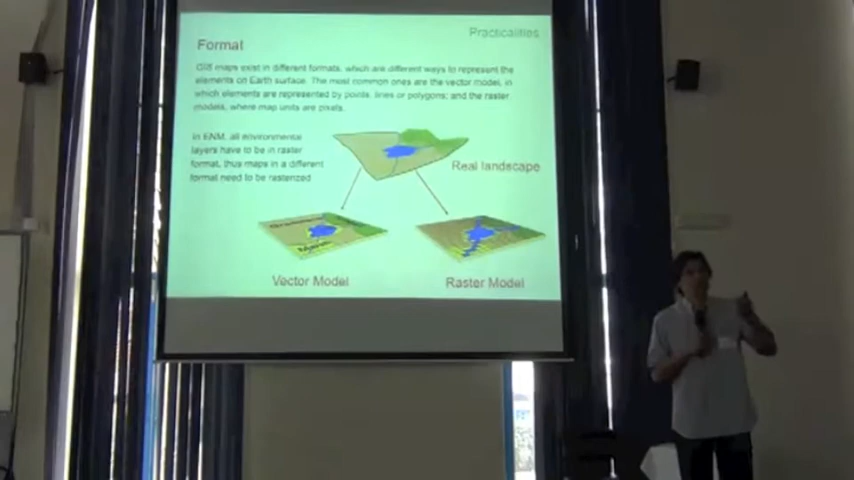 Practicalities
Format
GIS maps exist in different formats, which are different ways to represent the
elements on Earth surface. The most common ones are the vector model, in
which elements are represented by points, lines or polygons; and the raster
models, where map units are pixels.
In ENM, all environmental
layers have to be in raster
format, thus maps in a different
format need to be rasterized
Real landscape
Vector Model
Raster Model